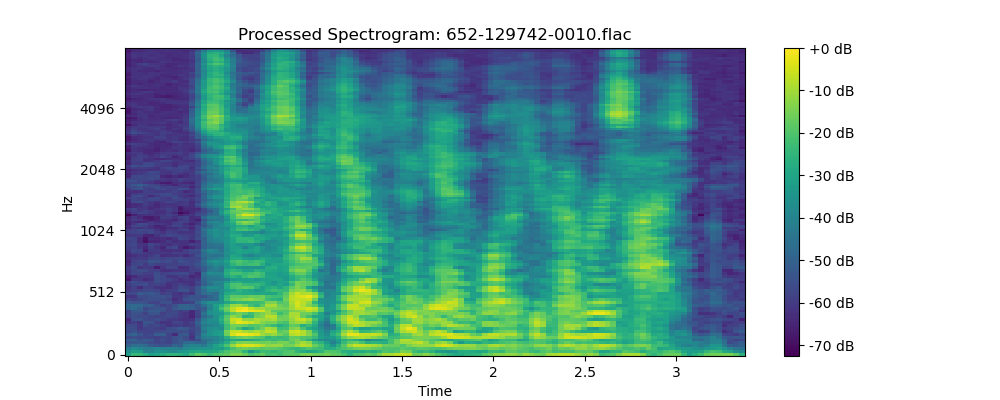 Processed Spectrogram: 652-129742-0010.flac
Hz
4096
2048
1024
512
0
0 0.5 1 1.5 2 2.5 3
Time
+0 dB
-10 dB
-20 dB
-30 dB
-40 dB
-50 dB
-60 dB
-70 dB